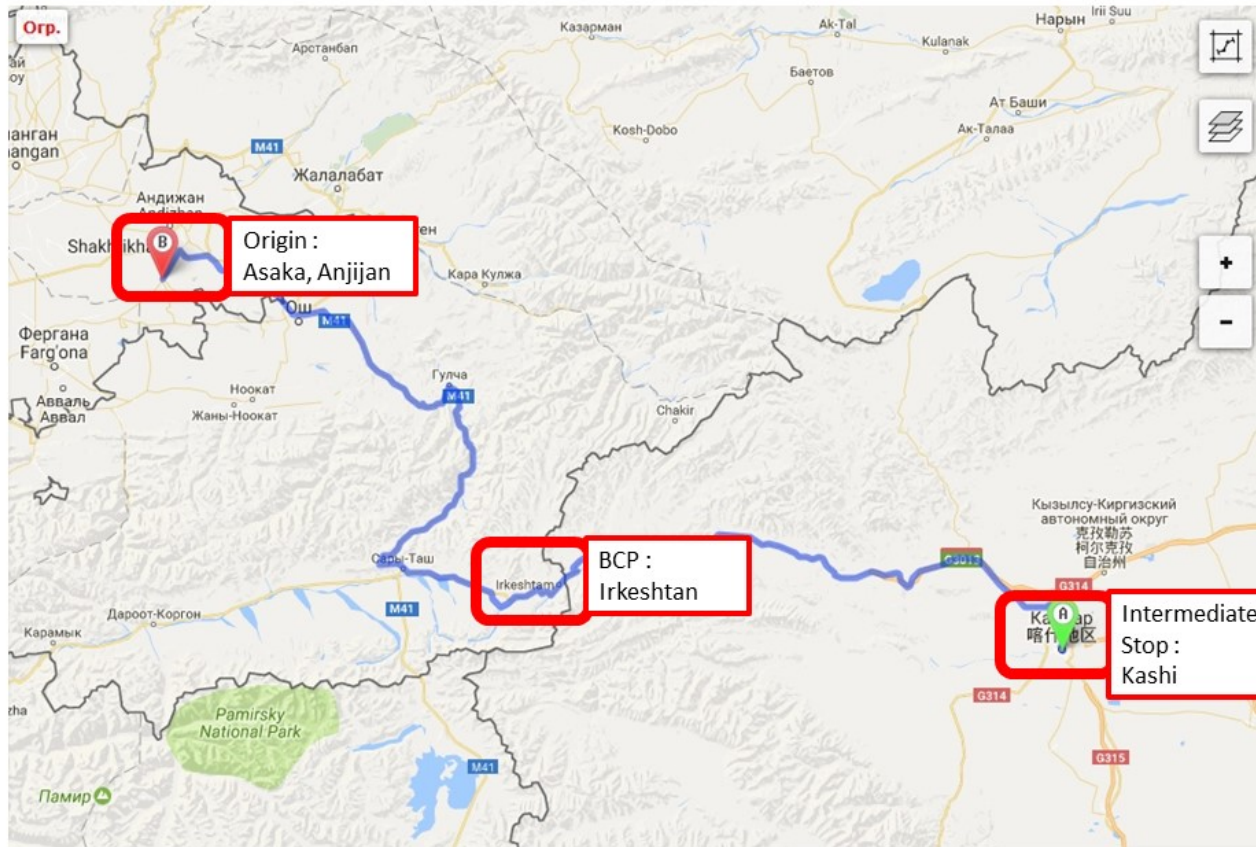 Огр.
Казарман
Ak-Tal
Нарын
Irii Suu
Арстанбап
Kulanak
Баетов
Ат Баши
Kosh-Dobo
Ак-Талаа
M41
Жалалабат
Андижан
Origin :
Asaka, Anjijan
B
Кара Кулжа
Ош
M41
+
-
Фергана
Farg'ona
Гулча
M41
Ноокат
Авваль
Аввал
Жаны-Ноокат
Chakir
Кызылсу-Киргизский
автономный округ
克孜勒苏
柯尔克孜
自治州
BCP :
Irkeshtan
Сары-Таш
Irkeshtam
G3013
G314
Дароот-Коргон
M41
A
Intermediate
Stop :
Kashi
Карамык
G314
Pamirsky
National Park
G315
M41
Памир